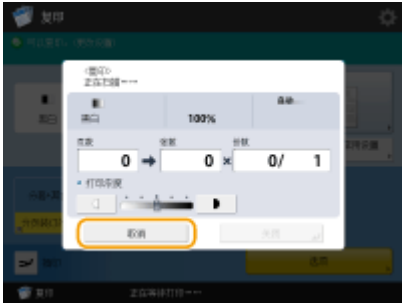 复印
<复印>
正在扫描……
黑白
100%
自动
页数
张数
份数
0 → 0 × 0/ 1
打印浓度
取消
关闭
选项
复印
正在等待打印……